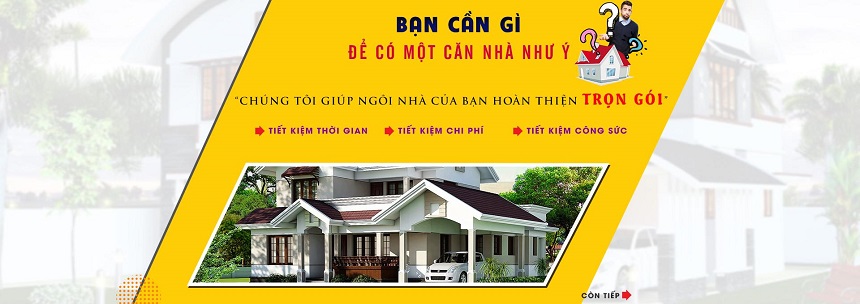 BẠN CẦN GÌ
ĐỂ CÓ MỘT CĂN NHÀ NHƯ Ý
"CHÚNG TÔI GIÚP NGÔI NHÀ CỦA BẠN HOÀN THIỆN TRỌN GÓI"
TIẾT KIỆM THỜI GIAN TIẾT KIỆM CHI PHÍ TIẾT KIỆM CÔNG SỨC
CÒN TIẾP